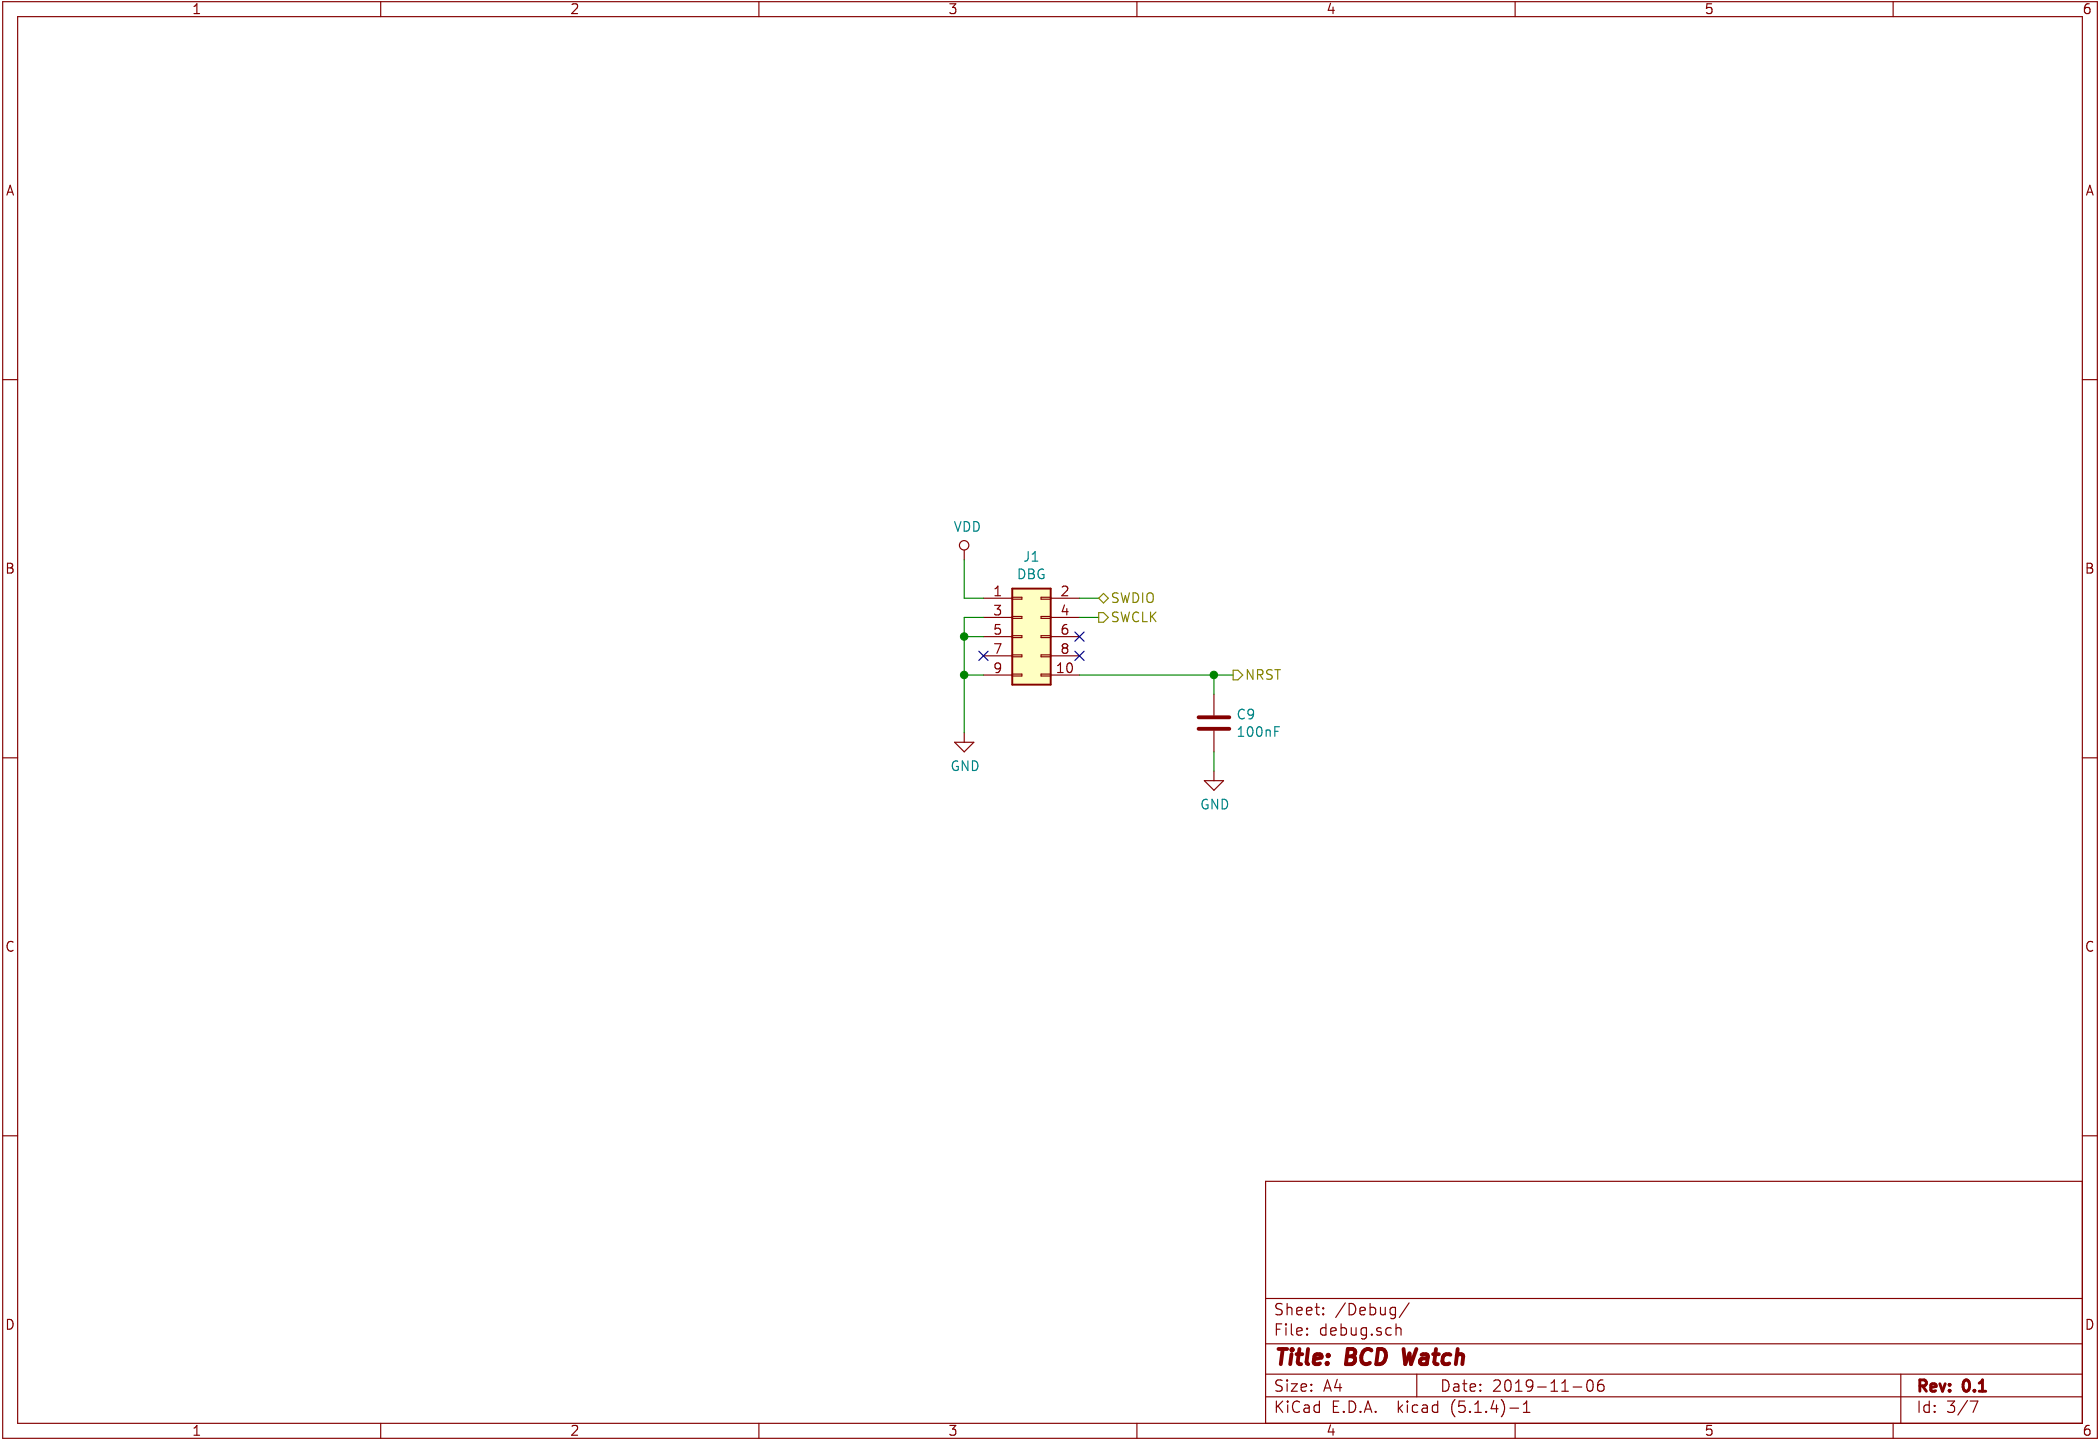 1 2 3 4 5 6
A A
VDD
J1
DBG
B B
1 2 SWDIO
3 4 SWCLK
5 6
7 8
9 10 NRST
C9
100nF
GND
GND
C C
Sheet: /Debug/
File: debug.sch
D D
Title: BCD Watch
Size: A4 Date: 2019-11-06 Rev: 0.1
KiCad E.D.A. kicad (5.1.4)-1 Id: 3/7
1 2 3 4 5 6